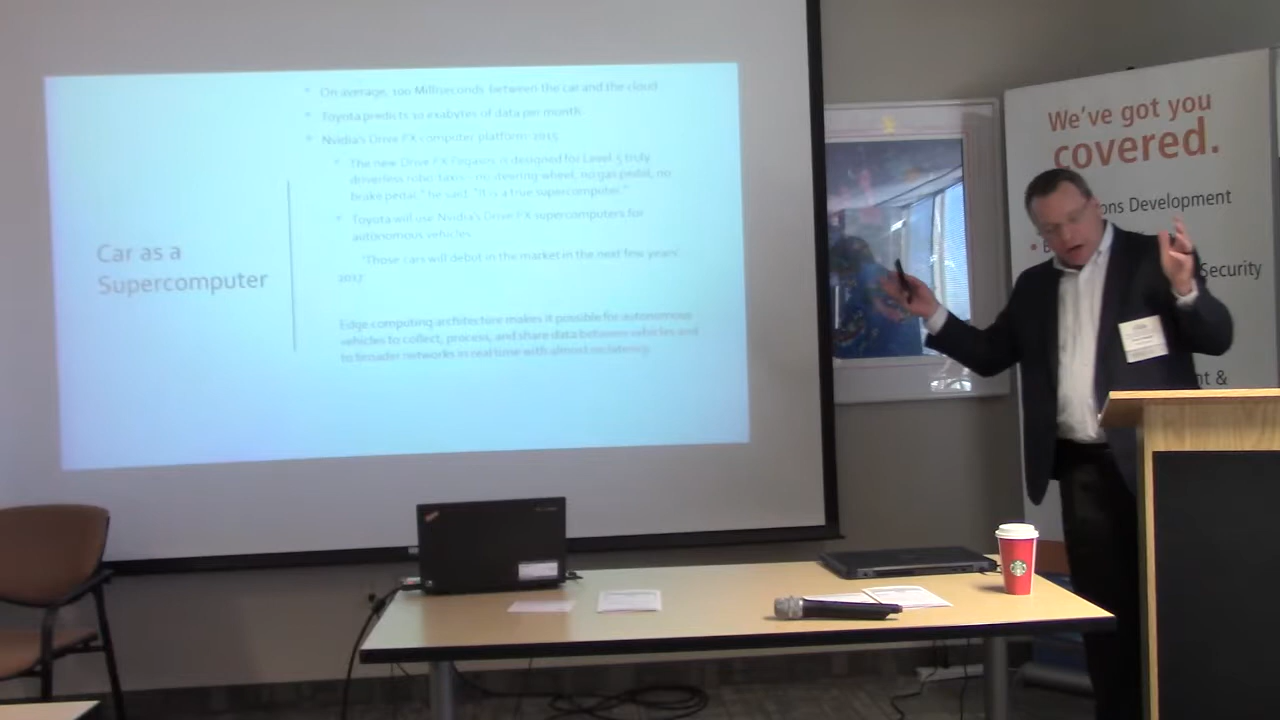 Car as a
Supercomputer
On average, 100 Milliseconds between the car and the cloud
Toyota predicts 10 exabytes of data per month
Nvidia's Drive PX computer platform 2015
The new Drive PX Pegasus is designed for Level 5 truly
driverless robo taxis no steering wheel, no gas pedal, no
brake pedal," he said. "It is a true supercomputer."
Toyota will use Nvidia's Drive PX supercomputers for
autonomous vehicles
'Those cars will debut in the market in the next few years'
2017
Edge computing architecture makes it possible for autonomous
vehicles to collect, process, and share data between vehicles and
to broader networks in real time with almost no latency.
We've got you
covered.
Development
Security
&